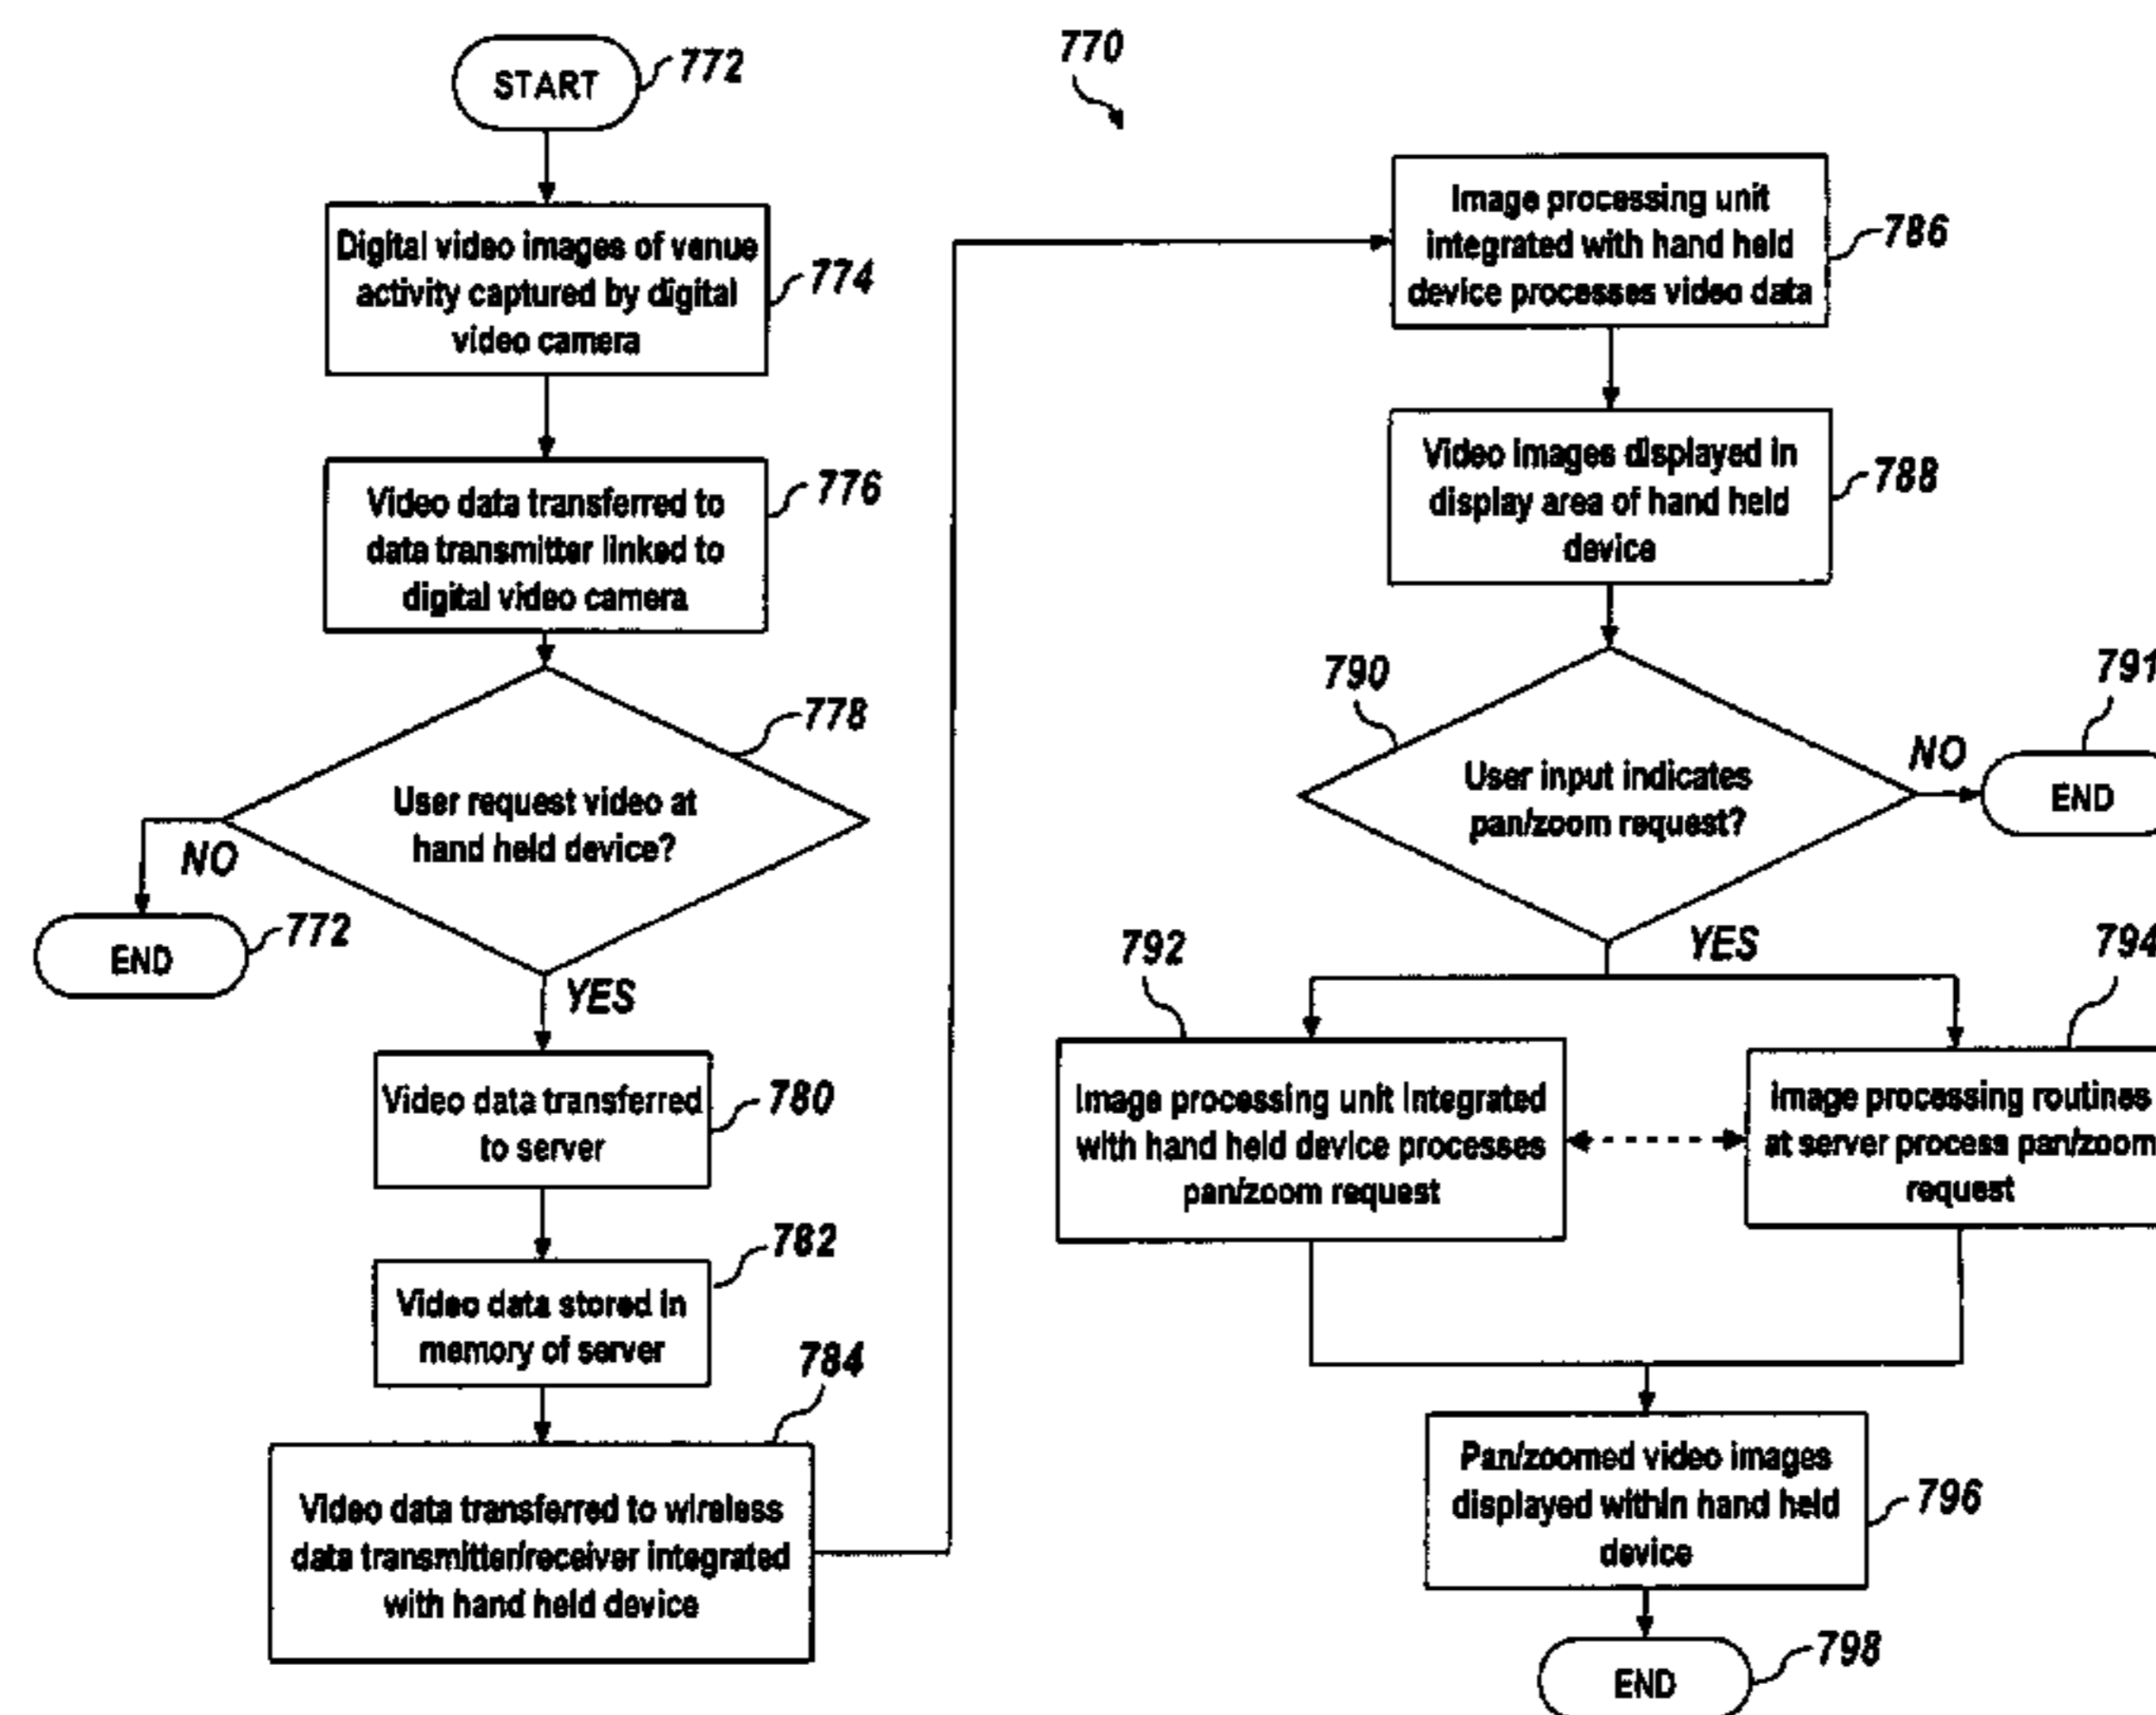 START
772
Digital video images of venue
activity captured by digital
video camera
774
Video data transferred to
data transmitter linked to
digital video camera
776
778
User request video at
hand held device?
NO
END
772
YES
Video data transferred
to server
780
Video data stored in
memory of server
782
784
Video data transferred to wireless
data transmitter/receiver integrated
with hand held device
770
Image processing unit
integrated with hand held
device processes video data
786
Video images displayed in
display area of hand held
device
788
790
User input indicates
pan/zoom request?
NO
791
END
YES
792
Image processing unit integrated
with hand held device processes
pan/zoom request
794
Image processing routines
at server process pan/zoom
request
Pan/zoomed video images
displayed within hand held
device
796
END
798